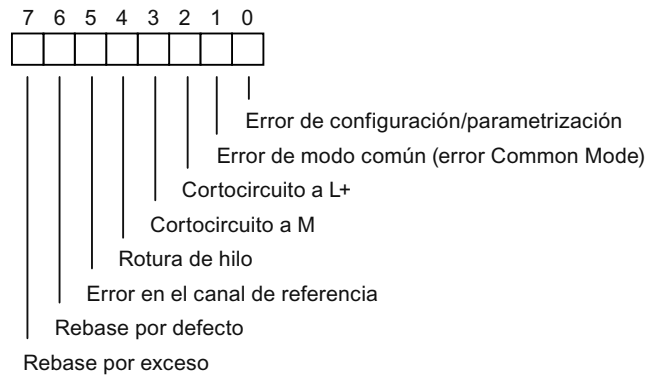 7 6 5 4 3 2 1 0
Error de configuración/parametrización
Error de modo común (error Common Mode)
Cortocircuito a L+
Cortocircuito a M
Rotura de hilo
Error en el canal de referencia
Rebase por defecto
Rebase por exceso